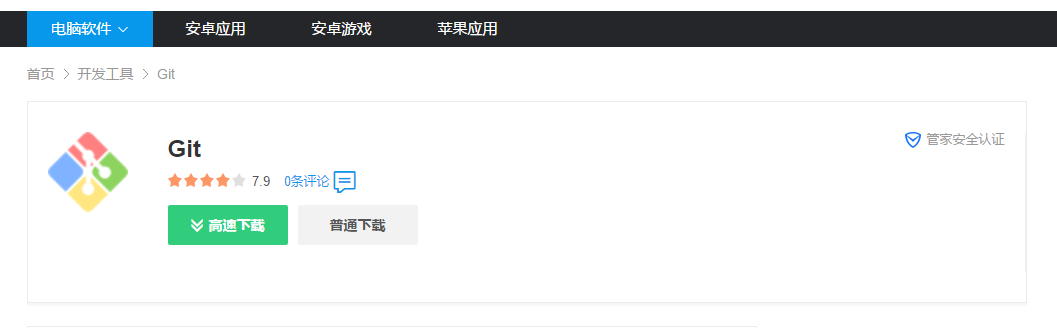 电脑软件 安卓应用 安卓游戏 苹果应用
首页 > 开发工具 > Git
Git
管家安全认证
7.9 0条评论
高速下载 普通下载